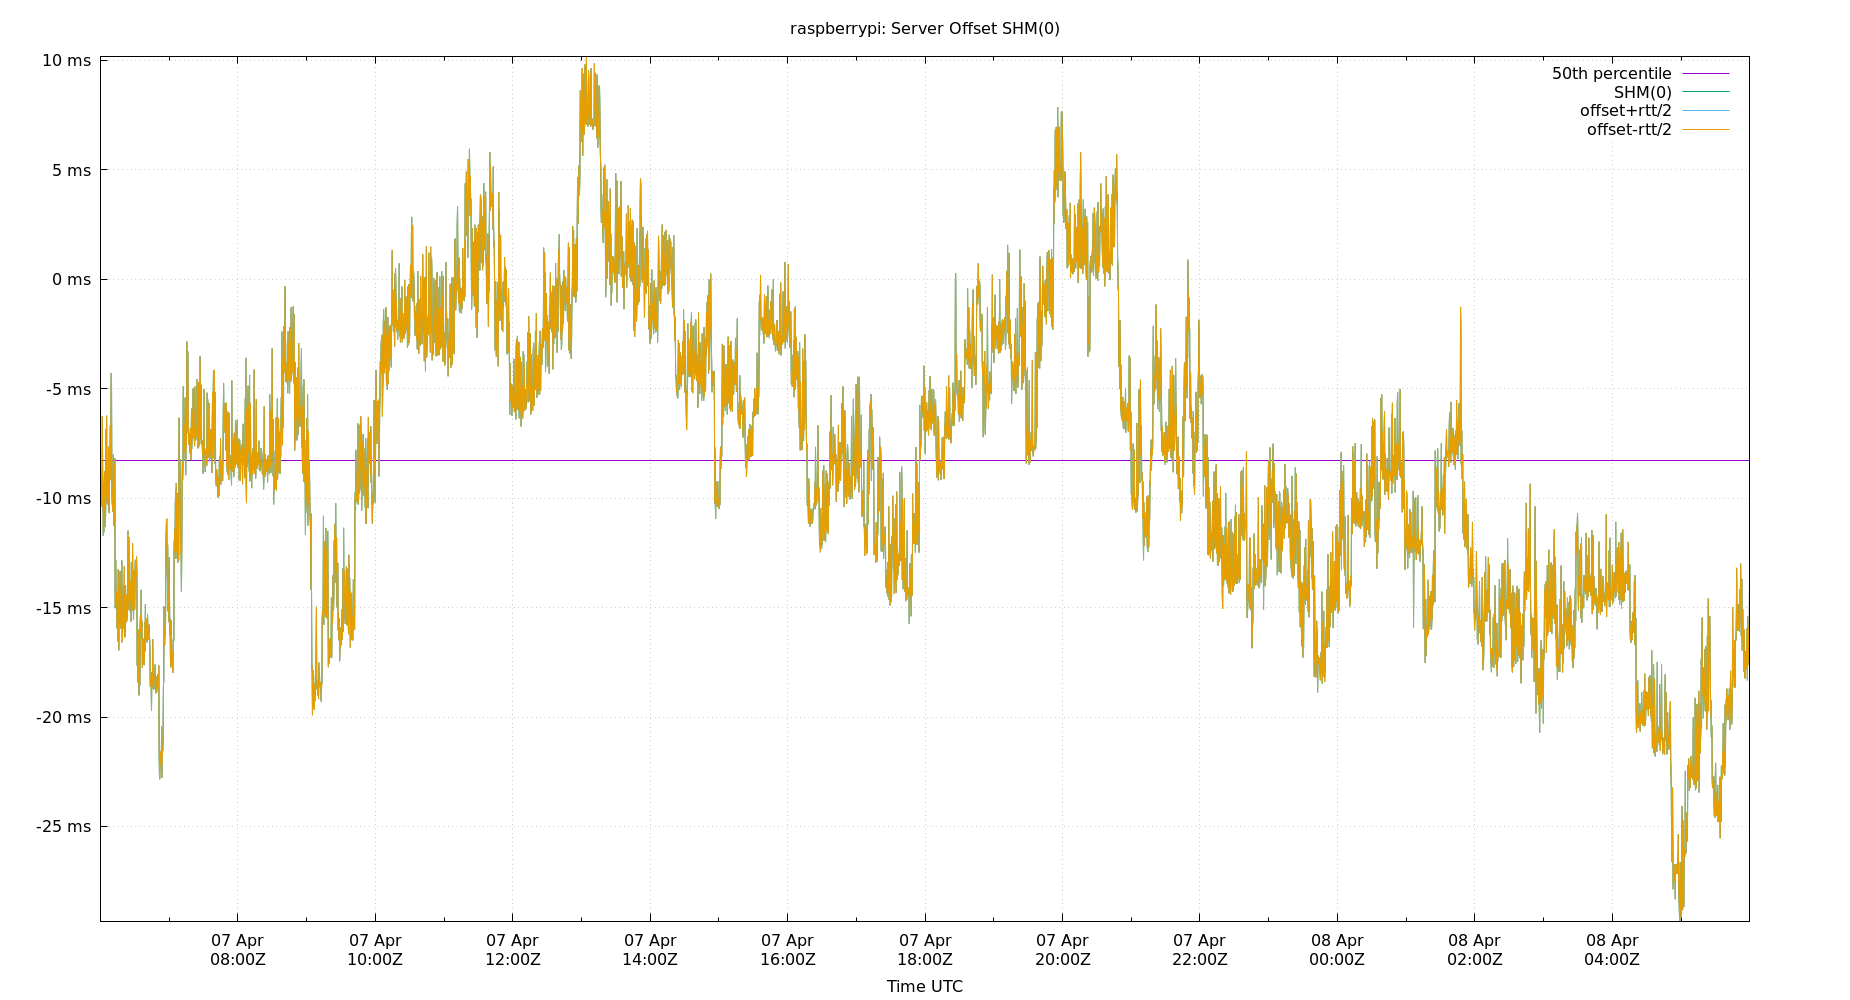 raspberrypi: Server Offset SHM(0)
10 ms
5 ms
0 ms
-5 ms
-10 ms
-15 ms
-20 ms
-25 ms
50th percentile
SHM(0)
offset+rtt/2
offset-rtt/2
07 Apr 07 Apr 07 Apr 07 Apr 07 Apr 07 Apr 07 Apr 07 Apr 08 Apr 08 Apr 08 Apr
08:00Z 10:00Z 12:00Z 14:00Z 16:00Z 18:00Z 20:00Z 22:00Z 00:00Z 02:00Z 04:00Z
Time UTC